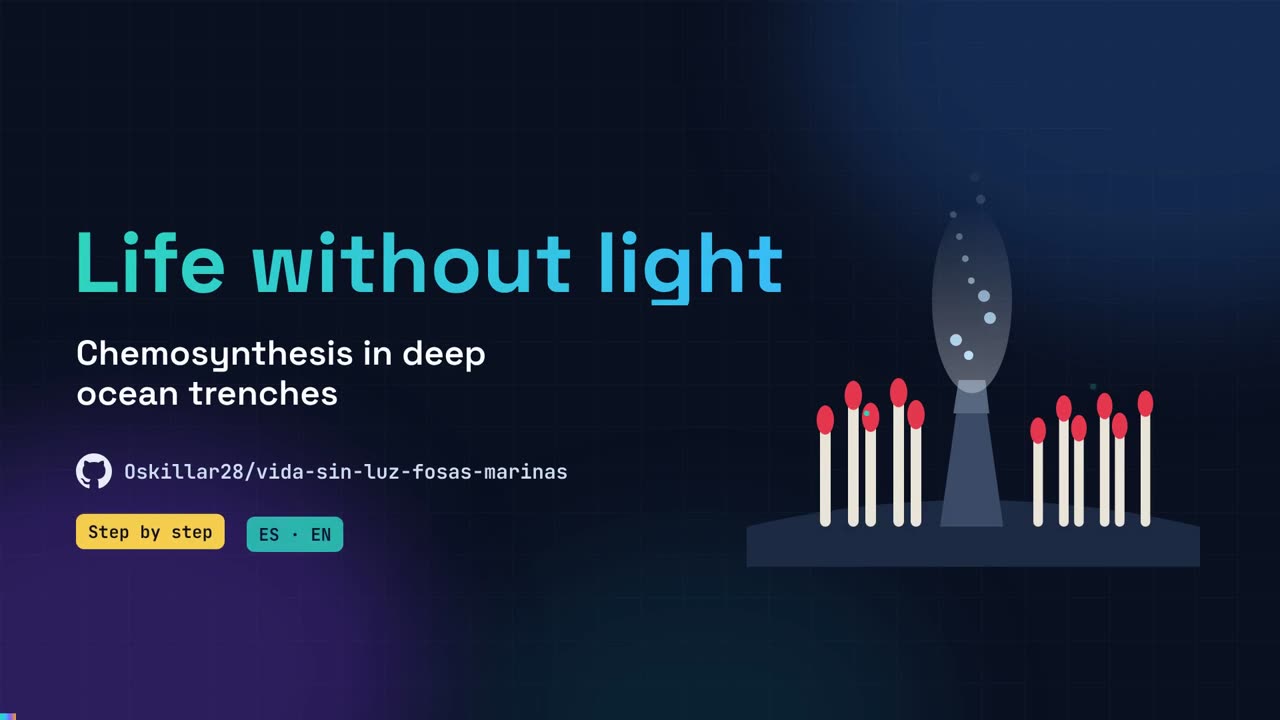 Life without light
Chemosynthesis in deep
ocean trenches
Oskillar28/vida-sin-luz-fosas-marinas
Step by step
ES · EN